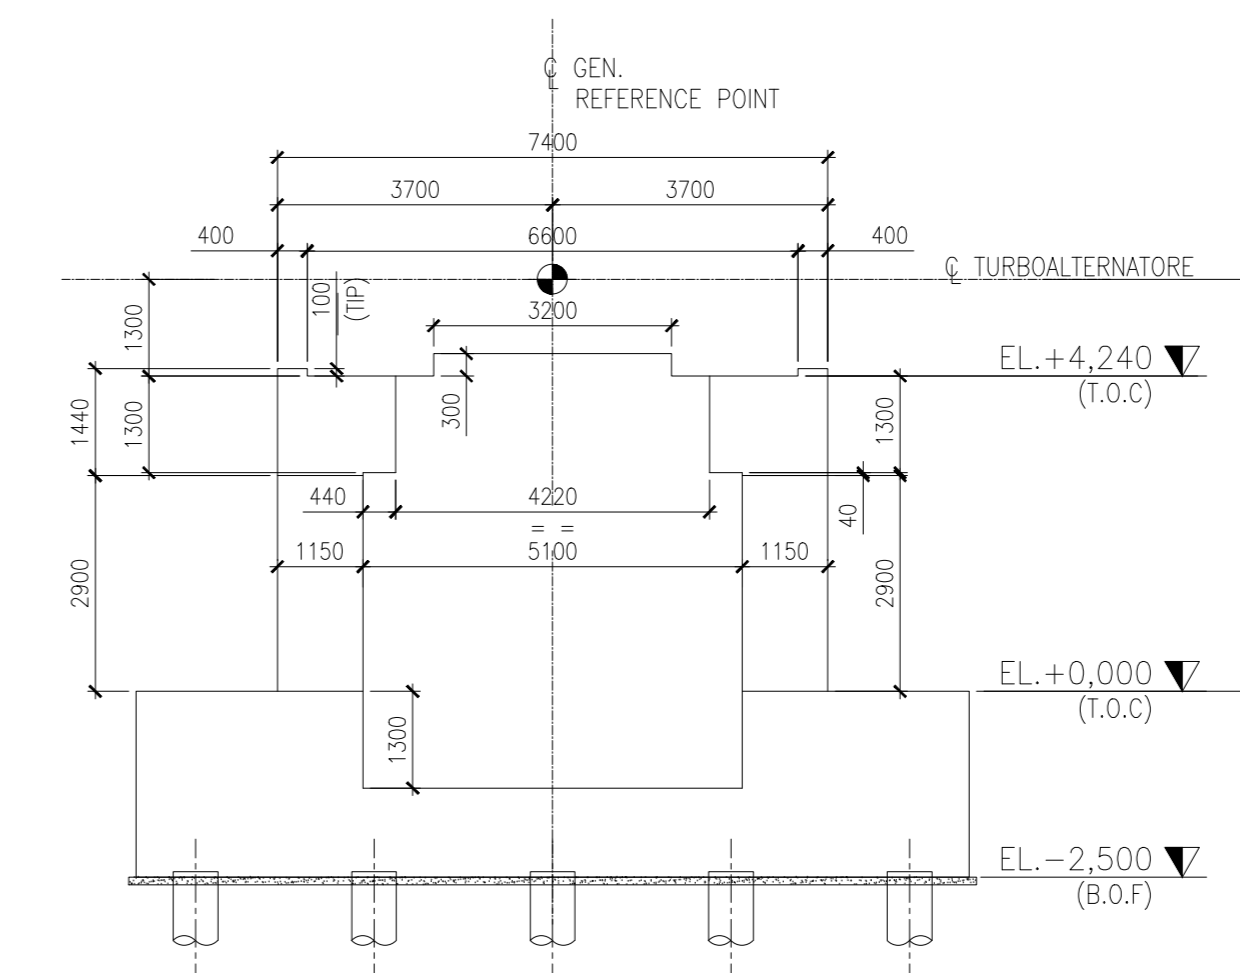 ℄ GEN.
REFERENCE POINT
7400
3700 3700
400 6600 400
℄ TURBOALTERNATORE
100
(TIP)
3200
1300
EL.+4,240
(T.O.C)
300
1440
1300
1300
440 4220
= =
40
1150 5100 1150
2900
2900
EL.+0,000
(T.O.C)
1300
EL.-2,500
(B.O.F)